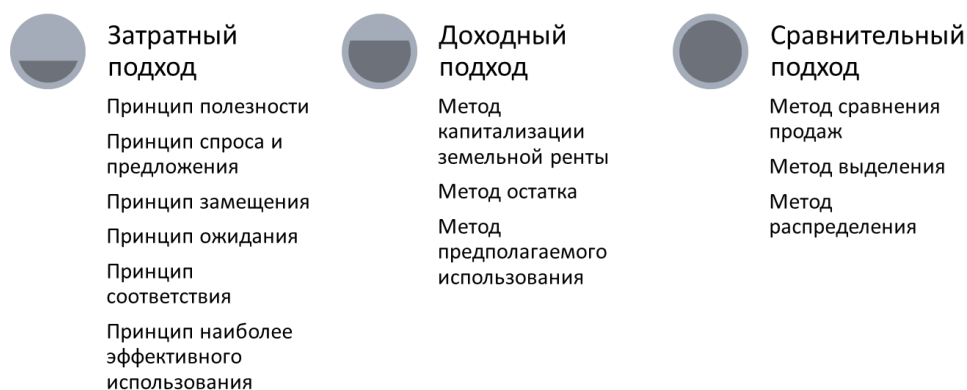 Затратный
подход
Принцип полезности
Принцип спроса и
предложения
Принцип замещения
Принцип ожидания
Принцип
соответствия
Принцип наиболее
эффективного
использования
Доходный
подход
Метод
капитализации
земельной ренты
Метод остатка
Метод
предполагаемого
использования
Сравнительный
подход
Метод сравнения
продаж
Метод выделения
Метод
распределения